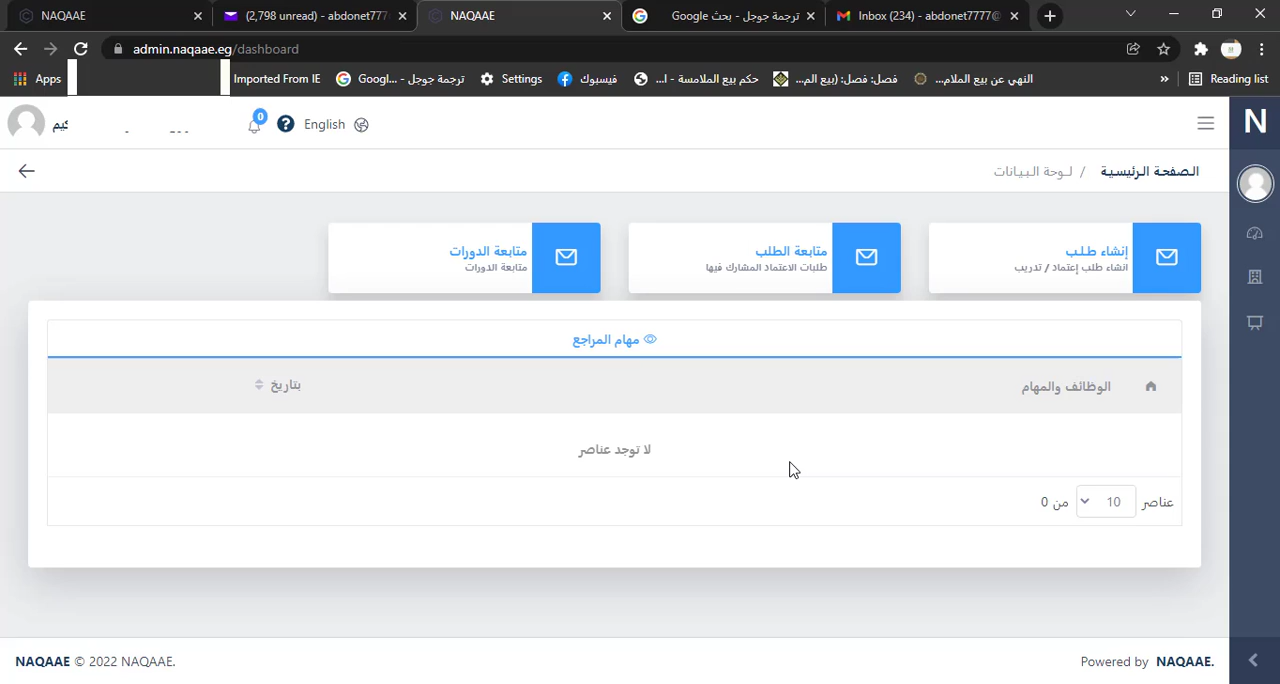 NAQAAE
(2,798 unread) - abdonet777
NAQAAE
ترجمة جوجل - بحث Google
Inbox (234) - abdonet777@
admin.naqaae.eg/dashboard
Apps
Imported From IE
ترجمة جوجل - ...Googl
Settings
فيسبوك
حكم بيع الملامسة - ا...
فصل: فصل: (بيع الم...
النهي عن بيع الملام...
Reading list
كيم
0
English
N
الصفحة الرئيسية / لوحة البيانات
إنشاء طلب
انشاء طلب إعتماد / تدريب
متابعة الطلب
طلبات الاعتماد المشارك فيها
متابعة الدورات
متابعة الدورات
مهام المراجع
الوظائف والمهام
بتاريخ
لا توجد عناصر
عناصر 10 من 0
NAQAAE © 2022 NAQAAE.
Powered by NAQAAE.